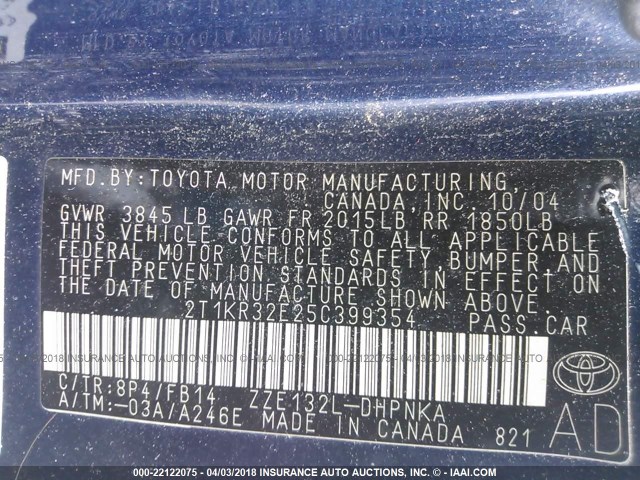 MFD. BY: TOYOTA MOTOR MANUFACTURING,
CANADA, INC. 10/04
GVWR 3845 LB GAWR FR 2015LB RR 1850LB
THIS VEHICLE CONFORMS TO ALL APPLICABLE
FEDERAL MOTOR VEHICLE SAFETY, BUMPER AND
THEFT PREVENTION STANDARDS IN EFFECT ON
THE DATE OF MANUFACTURE SHOWN ABOVE.
2T1KR32E25C399354 PASS. CAR
C/TR: 8P4/FB14 ZZE132L-DHPNKA
A/TM: -03A/A246E MADE IN CANADA 821
AD
000-22122075 - 04/03/2018 INSURANCE AUTO AUCTIONS, INC. - © IAAI.COM